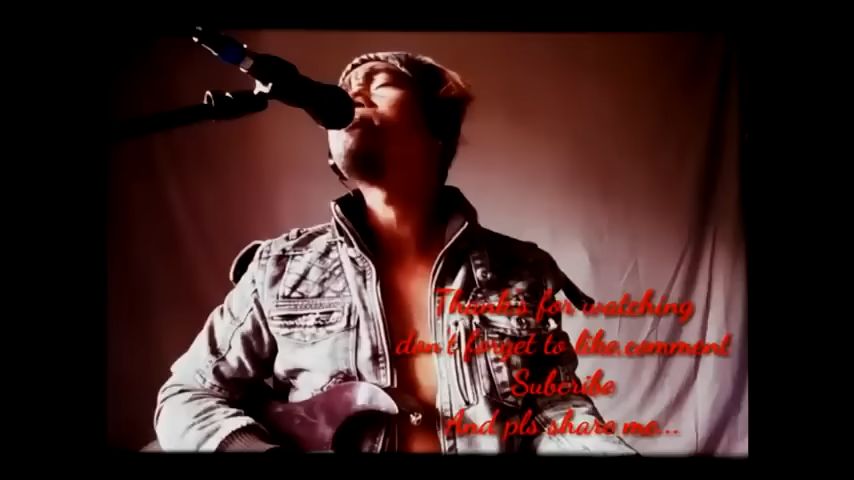 Thank's for watching
don't forget to like.comment
Subcribe
And pls share me...